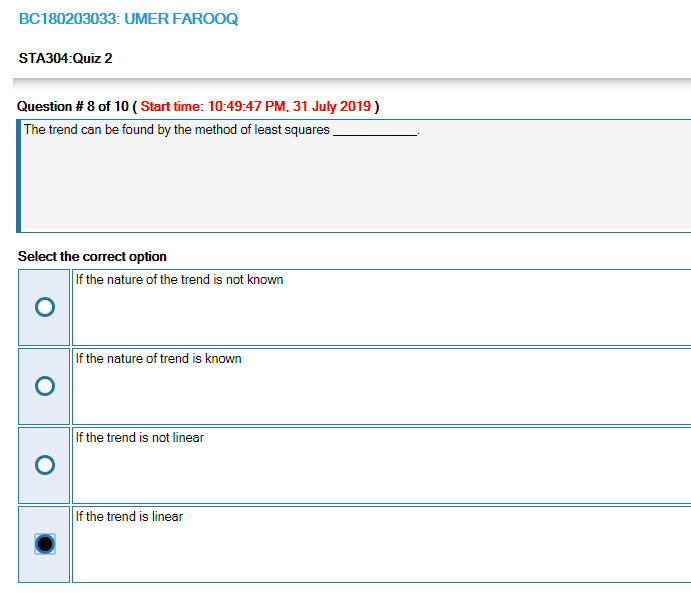 BC180203033: UMER FAROOQ
STA304:Quiz 2
Question # 8 of 10 ( Start time: 10:49:47 PM, 31 July 2019 )
The trend can be found by the method of least squares _____________.
Select the correct option
If the nature of the trend is not known
If the nature of trend is known
If the trend is not linear
If the trend is linear